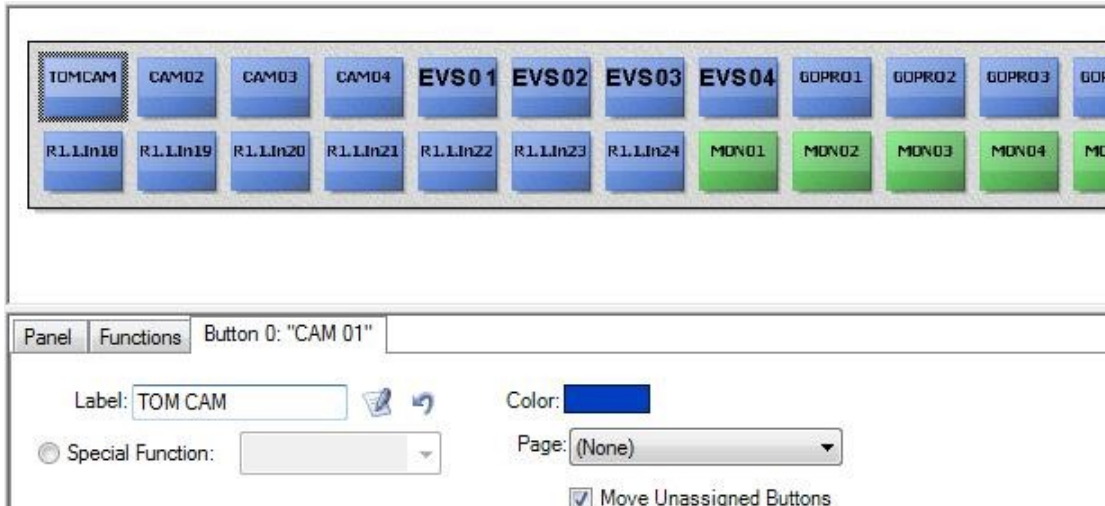 TOMCAM CAM02 CAM03 CAM04 EVS01 EVS02 EVS03 EVS04 GOPRO1 GOPRO2 GOPRO3
R1.1.In18 R1.1.In19 R1.1.In20 R1.1.In21 R1.1.In22 R1.1.In23 R1.1.In24 MON01 MON02 MON03 MON04
Panel Functions Button 0: "CAM 01"
Label: TOM CAM Color:
Special Function: Page: (None)
Move Unassigned Buttons